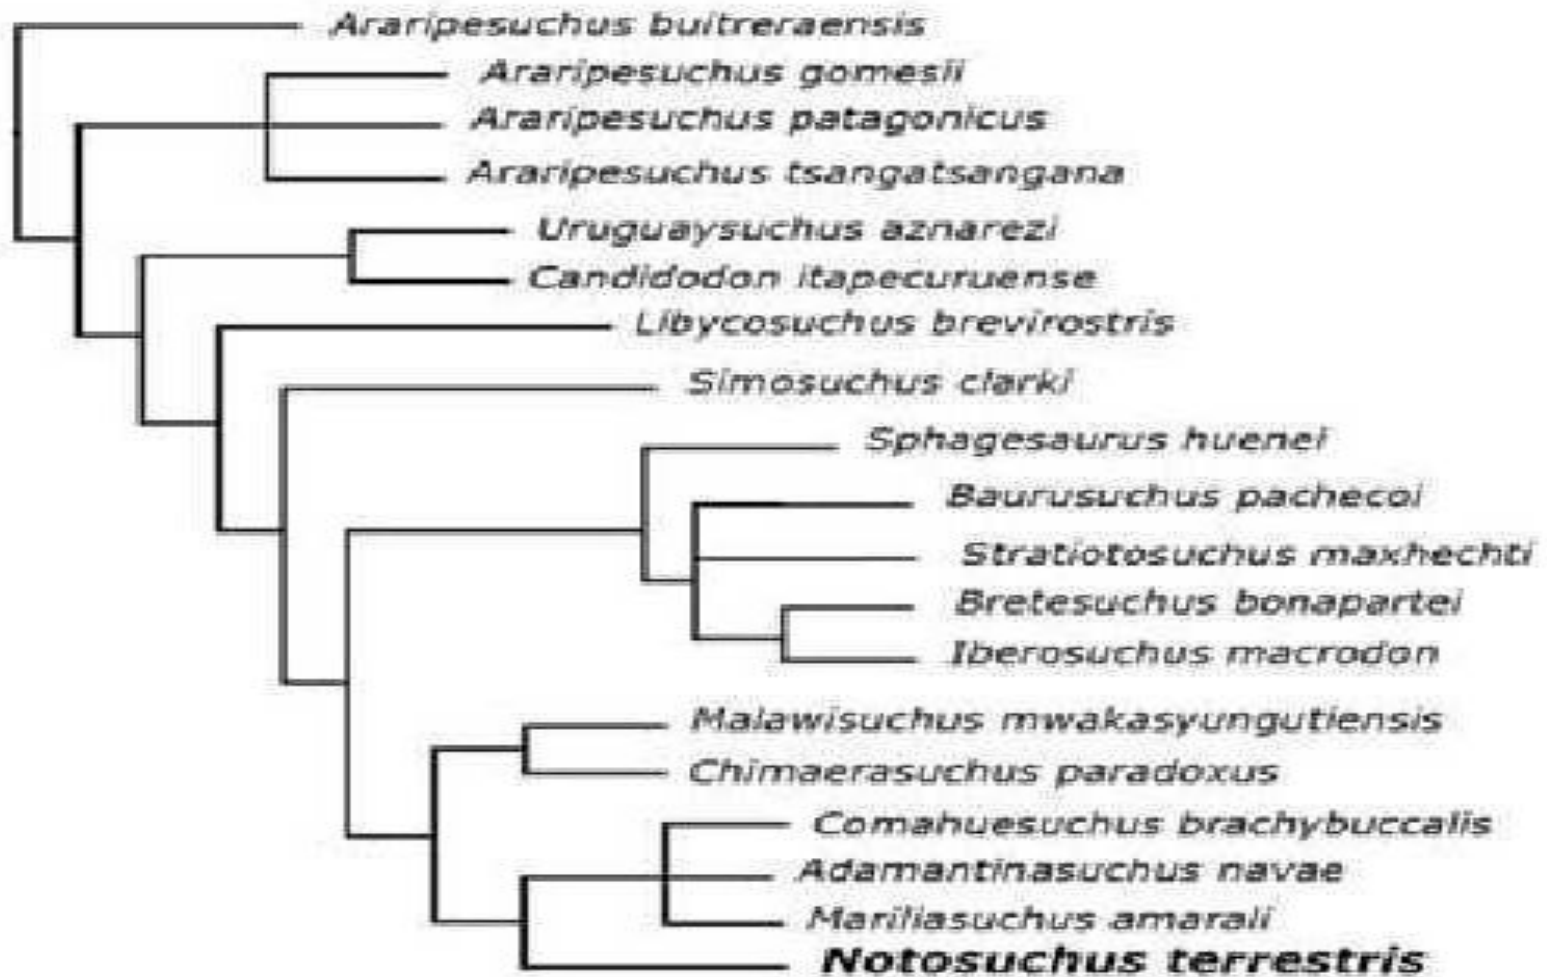 Araripesuchus buitreraensis
Araripesuchus gomesii
Araripesuchus patagonicus
Araripesuchus tsangatsangana
Uruguaysuchus aznarezi
Candidodon itapecuruense
Libycosuchus brevirostris
Simosuchus clarki
Sphagesaurus huenei
Baurusuchus pachecoi
Stratiotosuchus maxhechti
Bretesuchus bonapartei
Iberosuchus macrodon
Malawisuchus mwakasyungutiensis
Chimaerasuchus paradoxus
Comahuesuchus brachybuccalis
Adamantinasuchus navae
Mariliasuchus amarali
Notosuchus terrestris